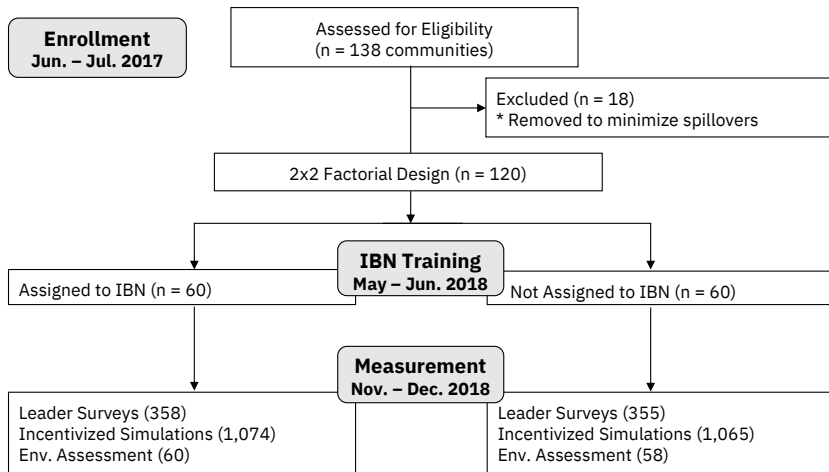 Enrollment
Jun. – Jul. 2017
Assessed for Eligibility
(n = 138 communities)
Excluded (n = 18)
* Removed to minimize spillovers
2x2 Factorial Design (n = 120)
IBN Training
May – Jun. 2018
Assigned to IBN (n = 60)
Not Assigned to IBN (n = 60)
Measurement
Nov. – Dec. 2018
Leader Surveys (358)
Incentivized Simulations (1,074)
Env. Assessment (60)
Leader Surveys (355)
Incentivized Simulations (1,065)
Env. Assessment (58)